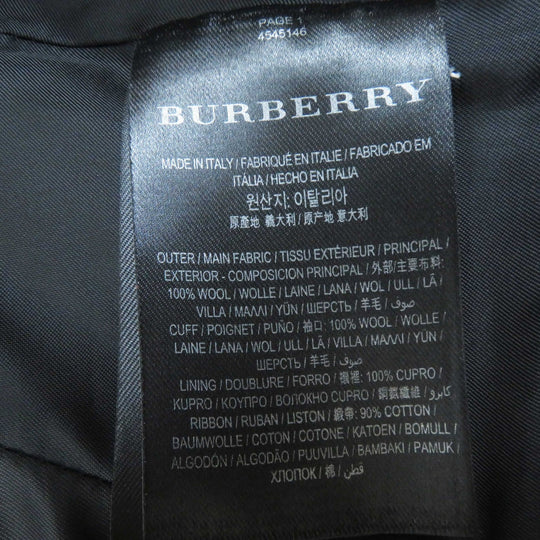 PAGE 1
4545146
BURBERRY
MADE IN ITALY / FABRIQUÉ EN ITALIE / FABRICADO EM
ITÁLIA / HECHO EN ITALIA
원산지: 이탈리아
原產地 義大利 / 原产地 意大利
OUTER / MAIN FABRIC / TISSU EXTÉRIEUR / PRINCIPAL /
EXTERIOR - COMPOSICION PRINCIPAL / 外部/主要布料:
100% WOOL / WOLLE / LAINE / LANA / WOL / ULL / LÃ /
VILLA / ΜΑΛΛΙ / YÜN / ШЕРСТЬ / 羊毛 / صوف /
CUFF / POIGNET / PUÑO / 袖口: 100% WOOL / WOLLE /
LAINE / LANA / WOL / ULL / LÃ / VILLA / ΜΑΛΛΙ / YÜN /
ШЕРСТЬ / 羊毛 / صوف /
LINING / DOUBLURE / FORRO / 襯裡: 100% CUPRO /
KUPRO / ΚΟΥΠΡΟ / ВОЛОКНО CUPRO / 銅氨纖維 / كابرو /
RIBBON / RUBAN / LISTON / 緞帶: 90% COTTON /
BAUMWOLLE / COTON / COTONE / KATOEN / BOMULL /
ALGODÓN / ALGODÃO / PUUVILLA / ΒΑΜΒΑΚΙ / PAMUK /
ХЛОПОК / 棉 / قطن /